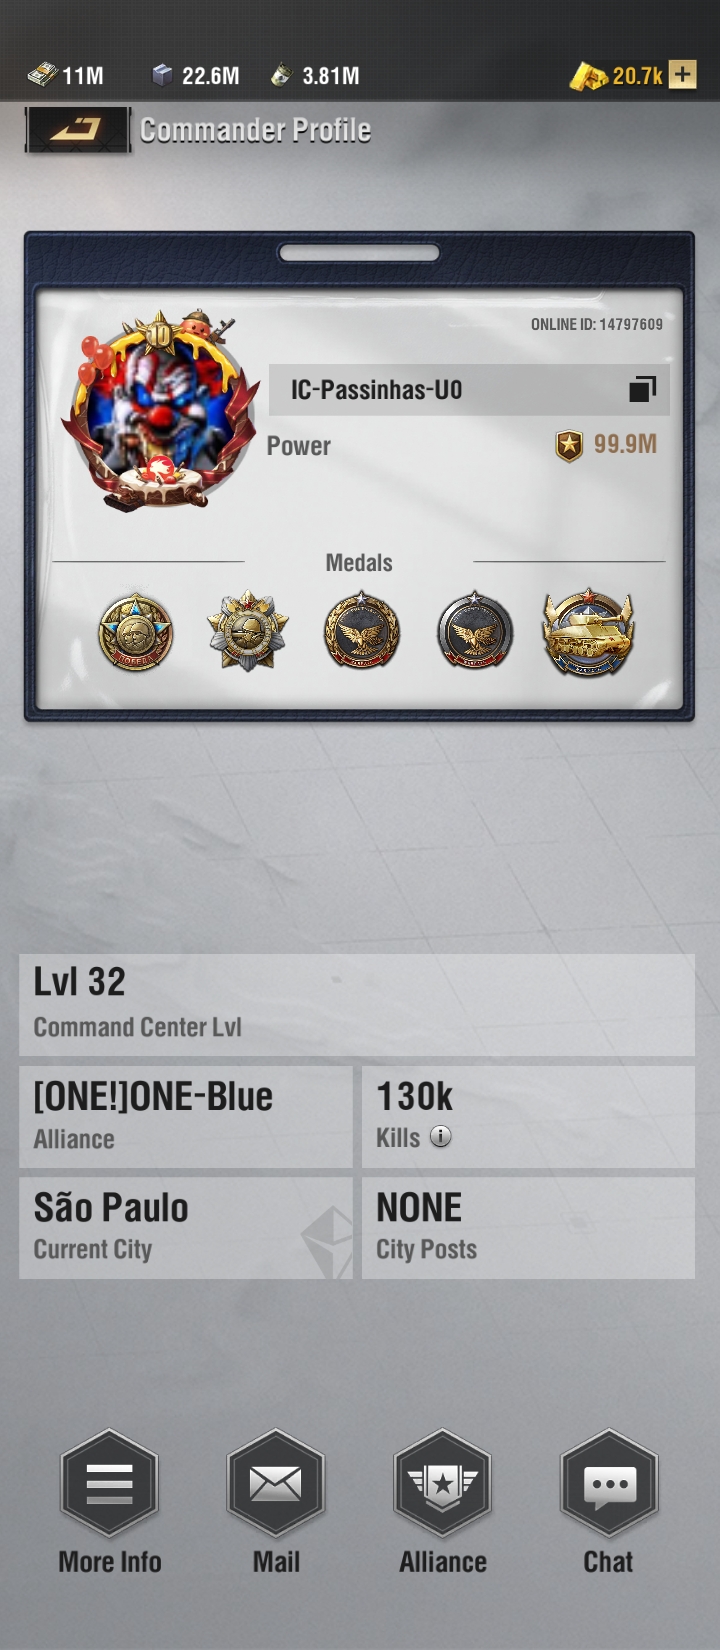 11M 22.6M 3.81M 20.7k
Commander Profile
10
ONLINE ID: 14797609
IC-Passinhas-U0
Power 99.9M
Medals
Lvl 32
Command Center Lvl
[ONE!]ONE-Blue
Alliance
130k
Kills
São Paulo
Current City
NONE
City Posts
More Info Mail Alliance Chat